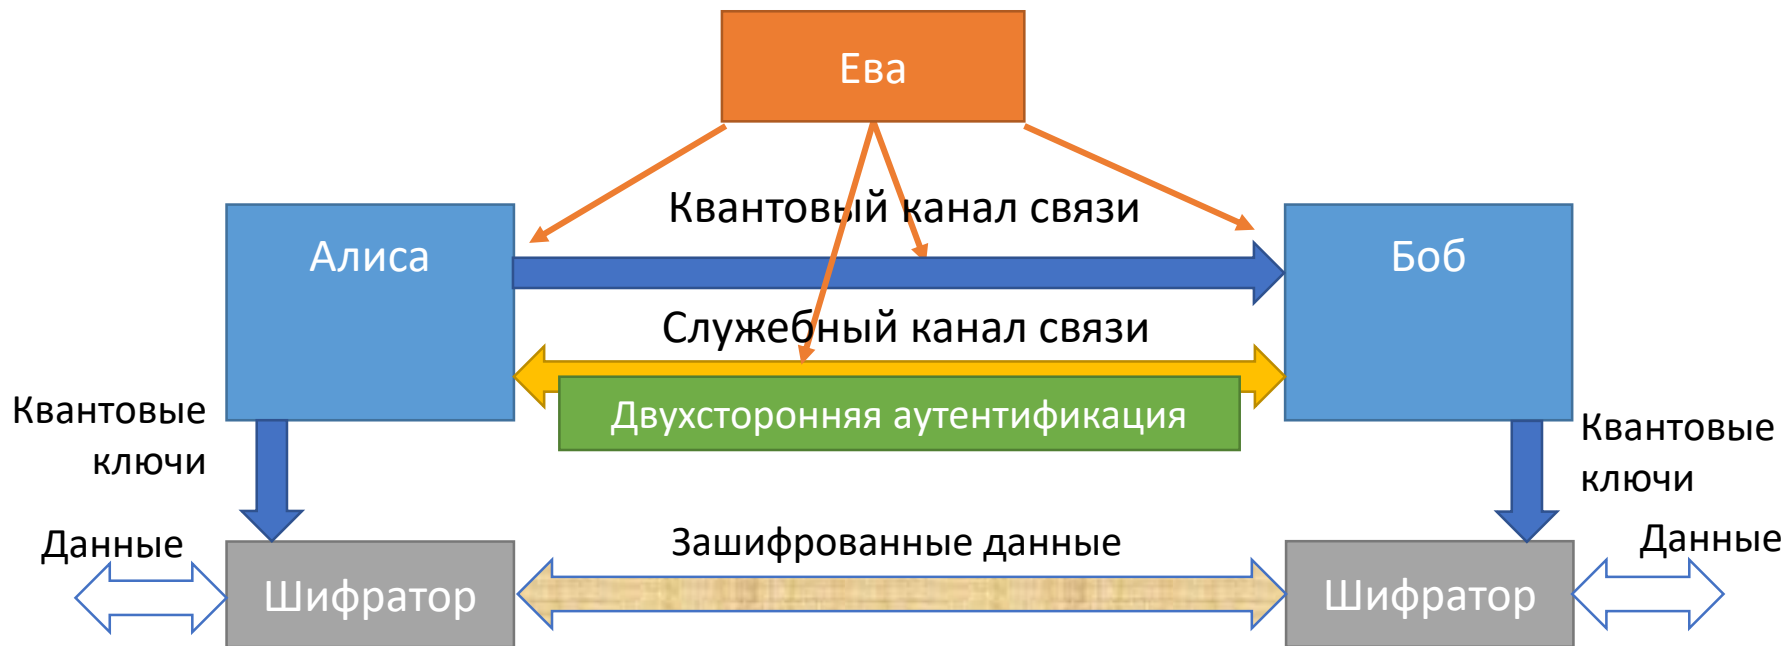 Ева
Квантовый канал связи
Алиса
Боб
Служебный канал связи
Двухсторонняя аутентификация
Квантовые
ключи
Квантовые
ключи
Данные
Зашифрованные данные
Данные
Шифратор
Шифратор